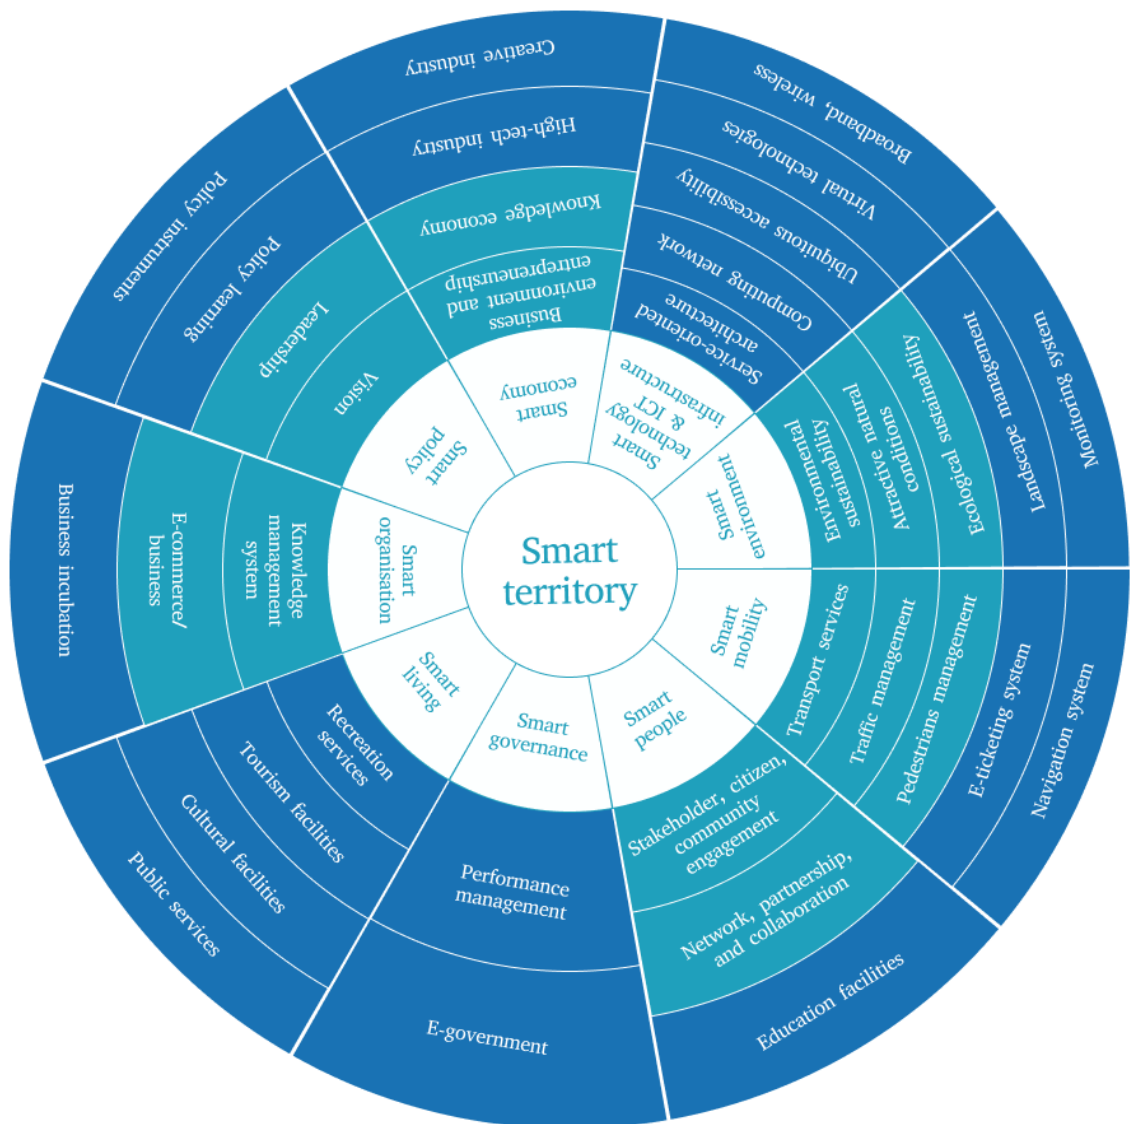 Smart
territory
Smart
economy
Business
environment and
entrepreneurship
Knowledge economy
High-tech industry
Creative industry
Smart
technology
& ICT
infrastructure
Service-oriented
architecture
Computing network
Ubiquitous accessibility
Virtual technologies
Broadband, wireless
Smart
environment
Environmental
sustainability
Attractive natural
conditions
Ecological sustainability
Landscape management
Monitoring system
Smart
mobility
Transport services
Traffic management
Pedestrians management
E-ticketing system
Navigation system
Smart
people
Stakeholder, citizen,
community
engagement
Network, partnership,
and collaboration
Education facilities
Smart
governance
Performance
management
E-government
Smart
living
Recreation
services
Tourism facilities
Cultural facilities
Public services
Smart
organisation
Knowledge
management
system
E-commerce/
business
Business incubation
Smart
policy
Vision
Leadership
Policy learning
Policy instruments